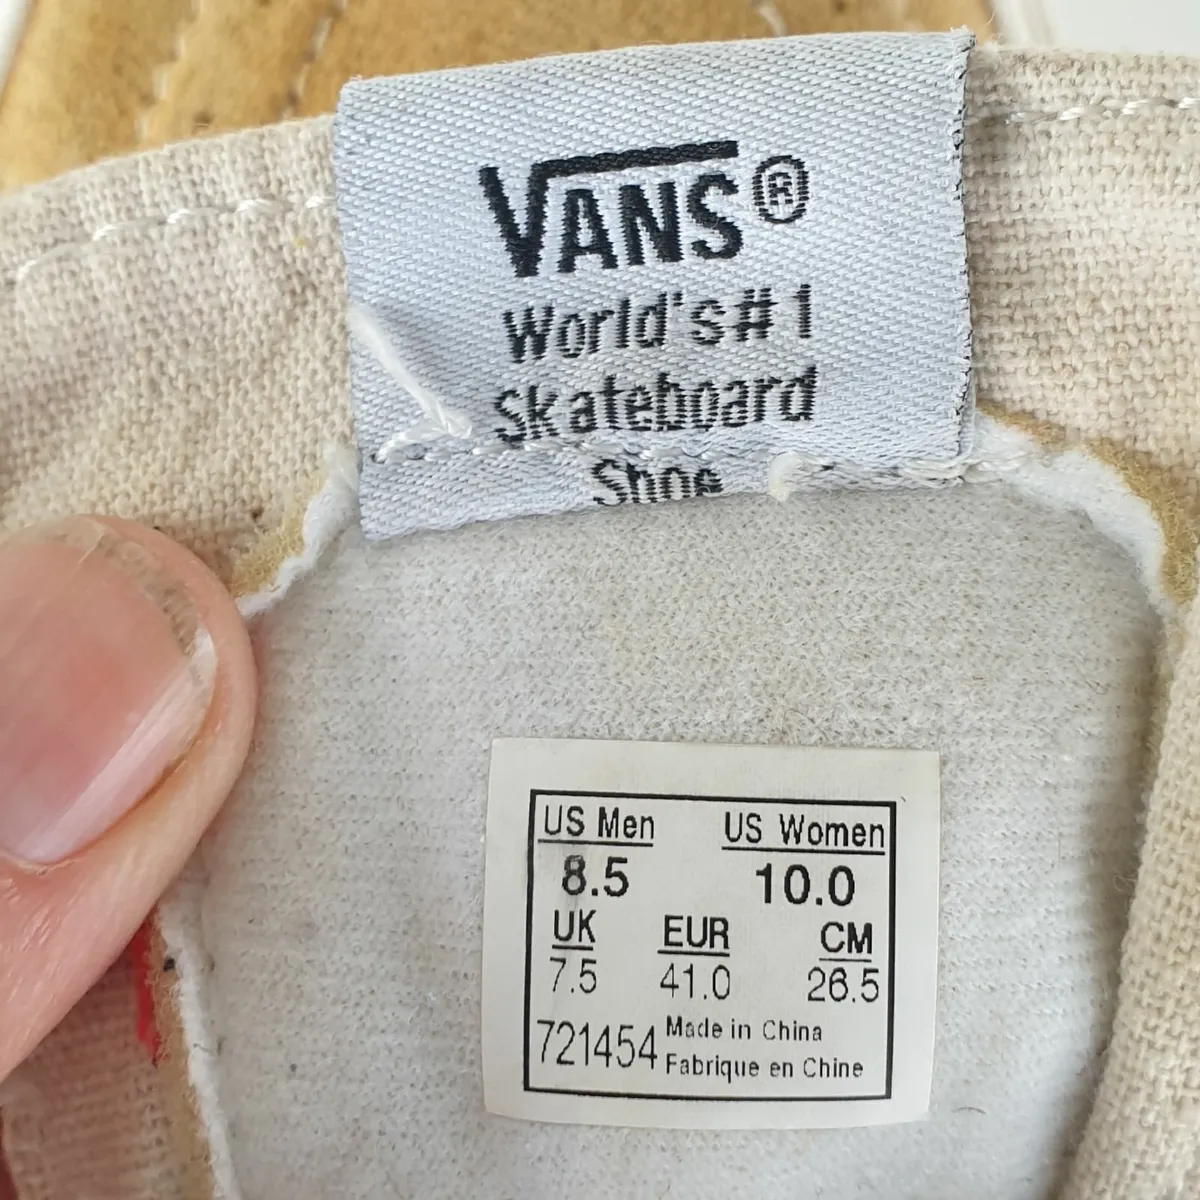 VANS®
World's #1
Skateboard
Shoe
US Men US Women
8.5 10.0
UK EUR CM
7.5 41.0 26.5
721454 Made in China
Fabrique en Chine